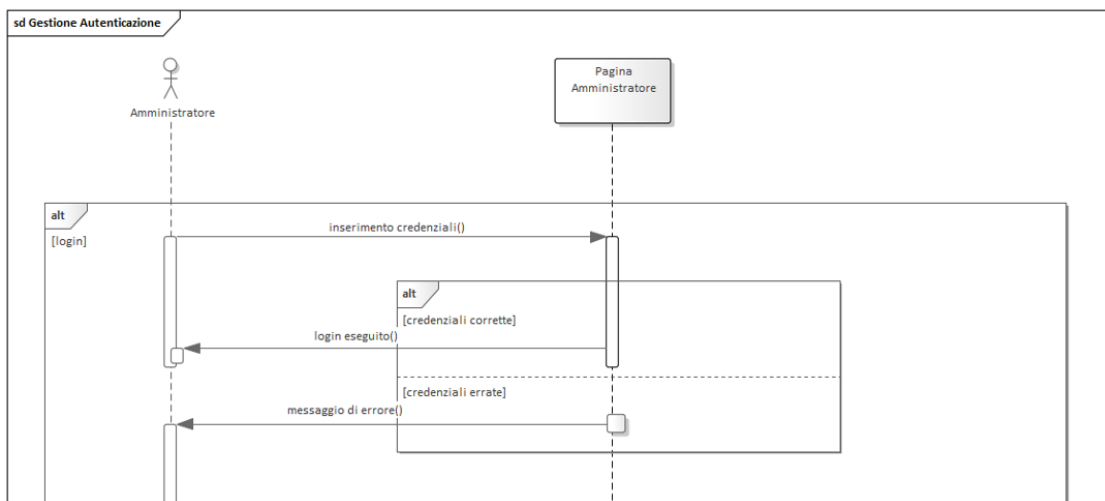 sd Gestione Autenticazione
Amministratore
Pagina
Amministratore
alt
[login]
inserimento credenziali()
alt
[credenziali corrette]
login eseguito()
[credenziali errate]
messaggio di errore()